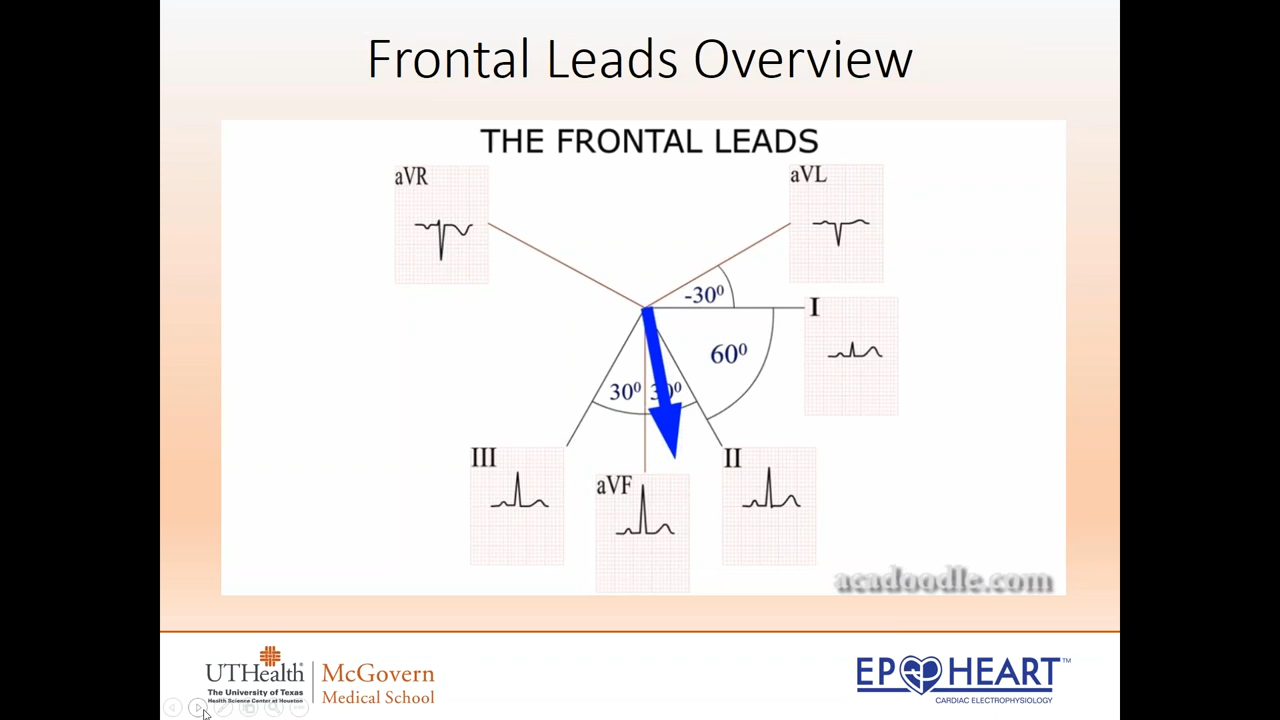 Frontal Leads Overview
THE FRONTAL LEADS
aVR
aVL
-30⁰
I
60⁰
30⁰
30⁰
III
aVF
II
acadoodle.com
UTHealth
The University of Texas
Health Science Center at Houston
McGovern
Medical School
EP HEART™
CARDIAC ELECTROPHYSIOLOGY